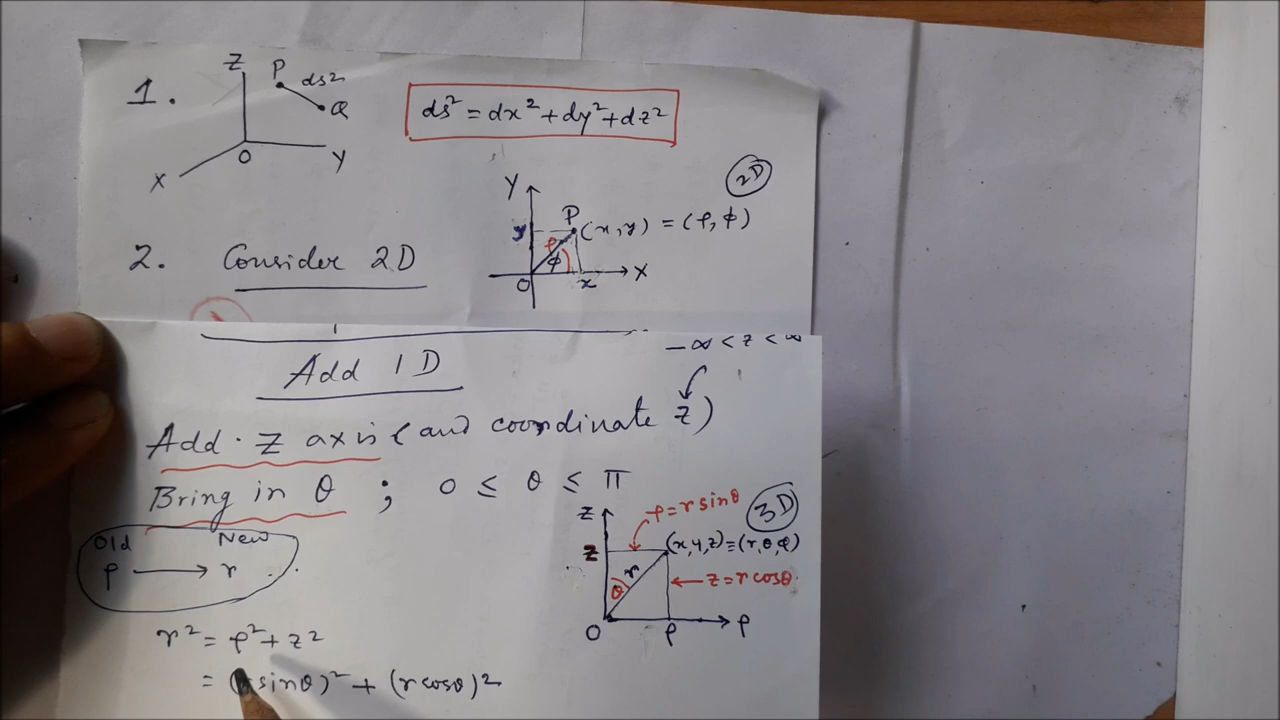 1.
Z
P
ds²
Q
O
Y
X
ds² = dx² + dy² + dz²
2D
Y
P
y
(x,y) = (ρ,ϕ)
ρ
ϕ
O
x
X
2. Consider 2D
Add 1D
-∞ < z < ∞
Add Z axis (and coordinate z)
Bring in θ ; 0 ≤ θ ≤ π
Old New
ρ → r
3D
Z
ρ = r sinθ
z
(x,y,z) = (r,θ,ϕ)
r
θ
z = r cosθ
O
ρ
ρ
r² = ρ² + z²
= ( sinθ)² + (r cosθ)²